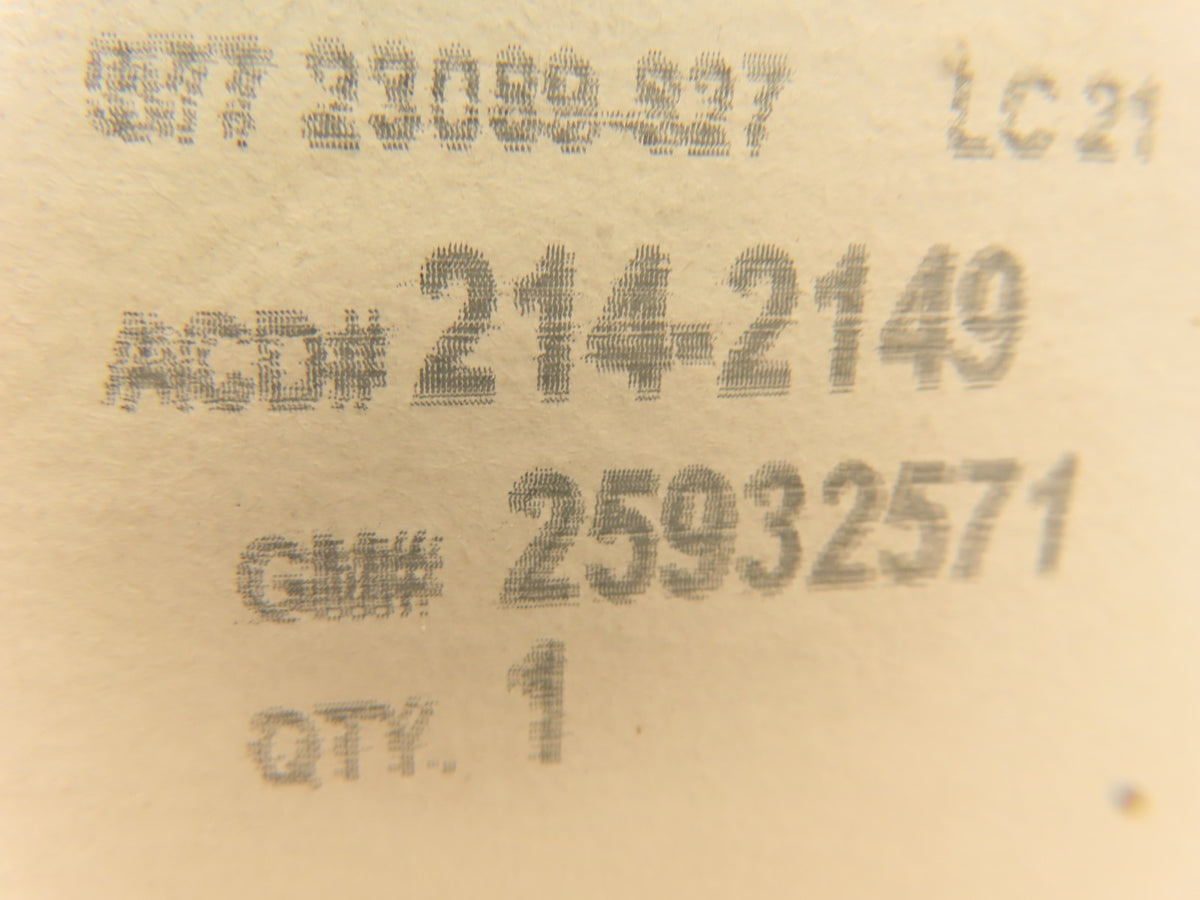 LC 21
ACD# 214-2149
GM# 25932571
QTY. 1